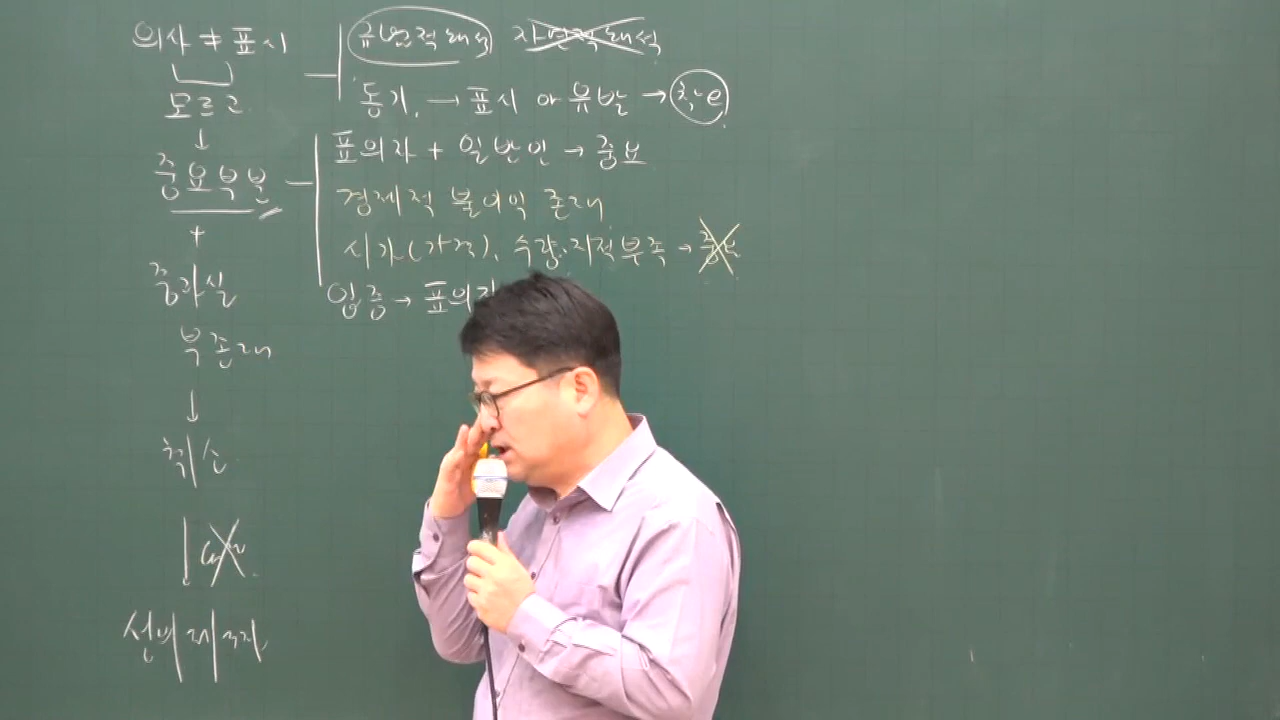 의사 ≠ 표시
모르고
↓
중요부분
+
중과실
부존재
↓
취소
선의 제3자
규범적 해석 자연적 해석
동기. → 표시 or 유발 → 착e
표의자 + 일반인 → 중요
경제적 불이익 존재
시가(가격). 수량·지적부족 →
입증 → 표의자